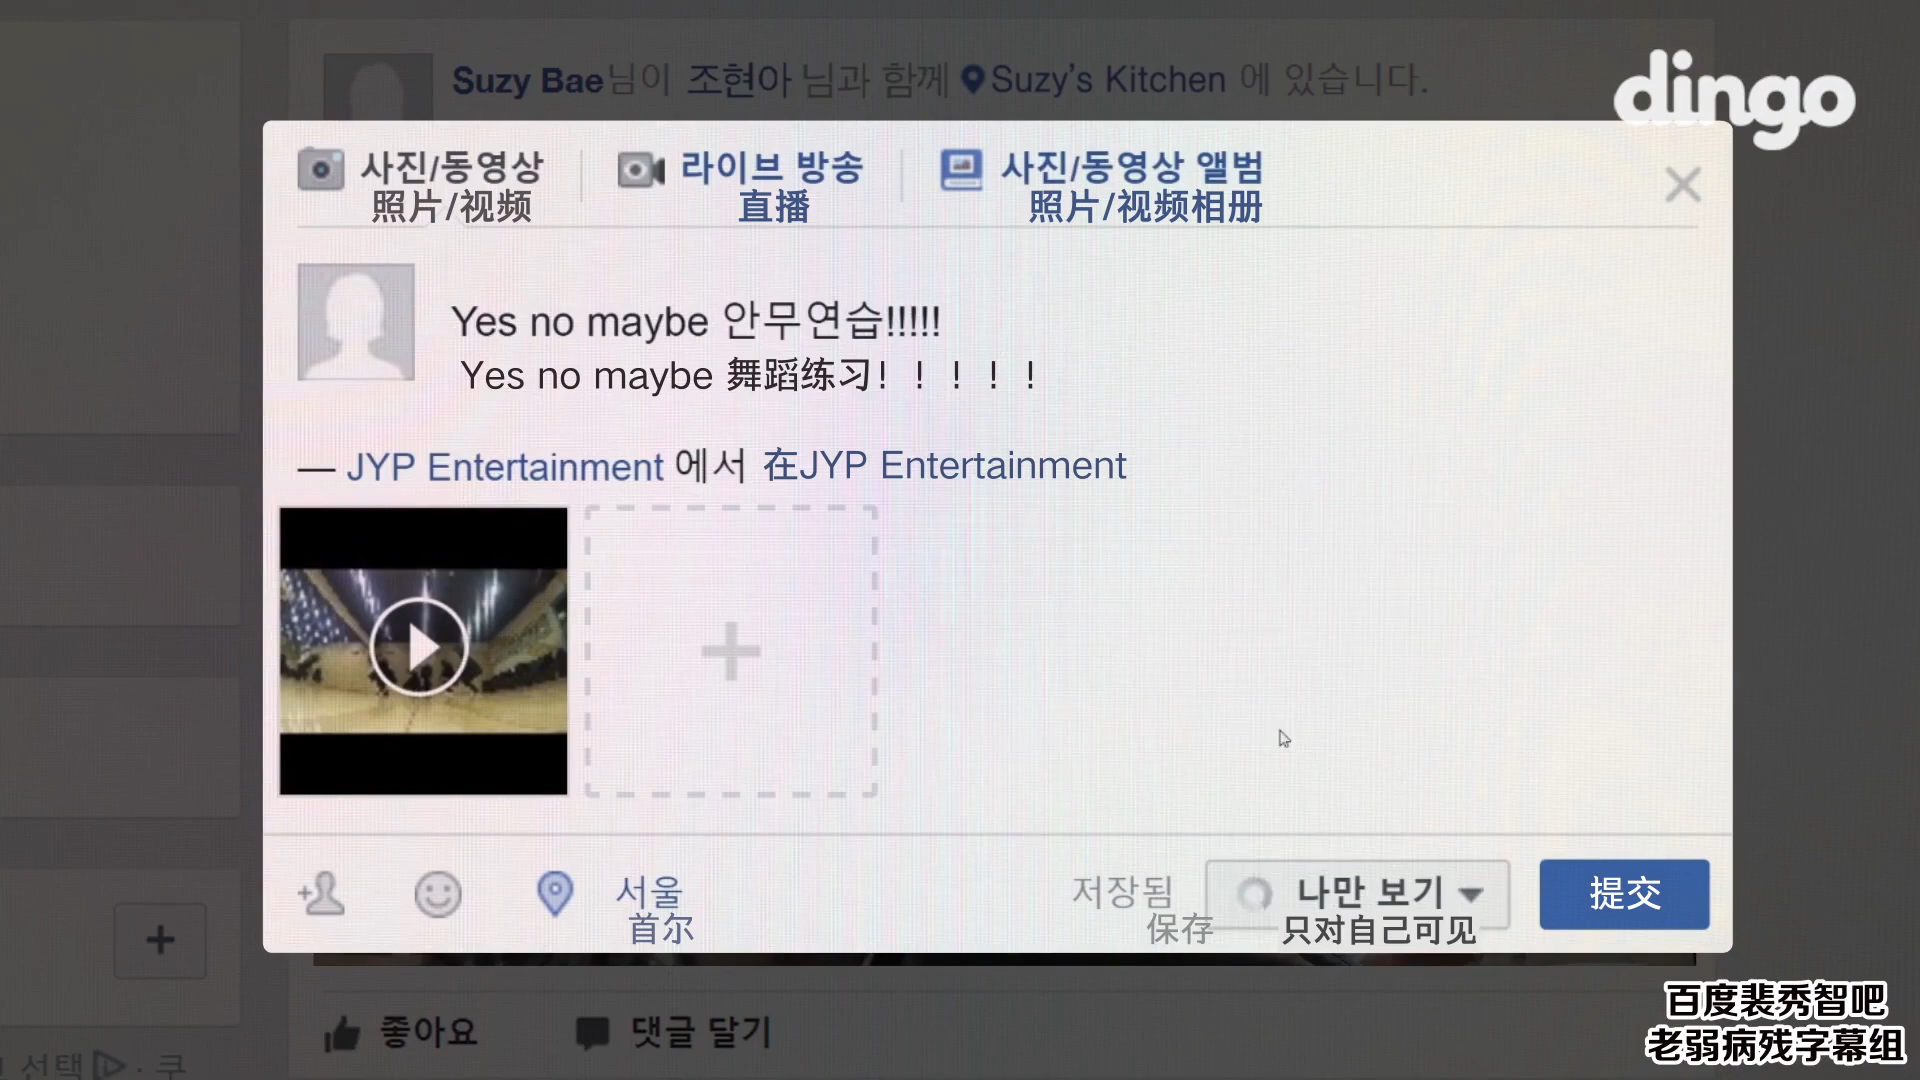 Suzy Bae님이 조현아 님과 함께 Suzy's Kitchen 에 있습니다.
dingo
사진/동영상 라이브 방송 사진/동영상 앨범
照片/视频 直播 照片/视频相册
Yes no maybe 안무연습!!!!!
Yes no maybe 舞蹈练习！！！！！
— JYP Entertainment 에서 在JYP Entertainment
서울 저장됨 나만 보기 提交
首尔 保存 只对自己可见
좋아요 댓글 달기
百度裴秀智吧
老弱病残字幕组
선택 · 쿠